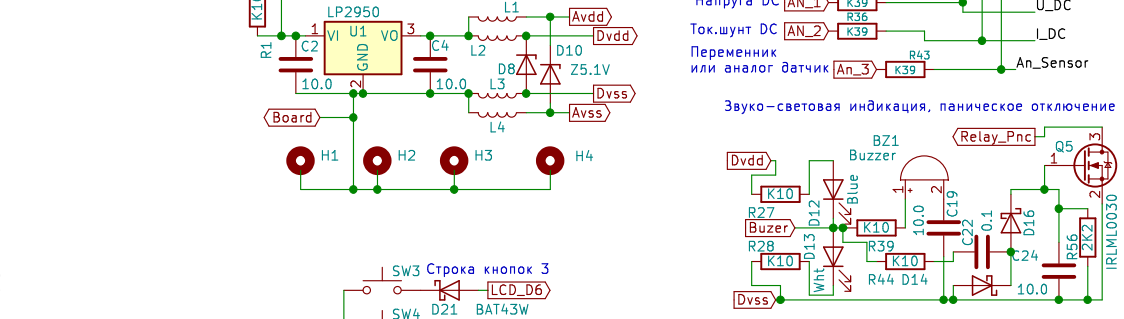 K10
R1
C2
10.0
LP2950
1
VI
U1
VO
3
GND
2
C4
10.0
L1
L2
L3
L4
D8
D10
Z5.1V
Avdd
Dvdd
Dvss
Avss
Board
H1
H2
H3
H4
SW3
Строка кнопок 3
LCD_D6
D21
BAT43W
SW4
Напруга DC
AN_1
K39
U_DC
R36
Ток.шунт DC
AN_2
K39
I_DC
Переменник
или аналог датчик
An_3
R43
K39
An_Sensor
Звуко-световая индикация, паническое отключение
Relay_Pnc
BZ1
Buzzer
1
+
2
Q5
1
3
2
IRLML0030
Dvdd
K10
R27
D12
Blue
Buzer
K10
R39
R28
K10
D13
Wht
K10
R44
D14
10.0
C19
C22
0.1
D16
C24
10.0
R56
2K2
Dvss